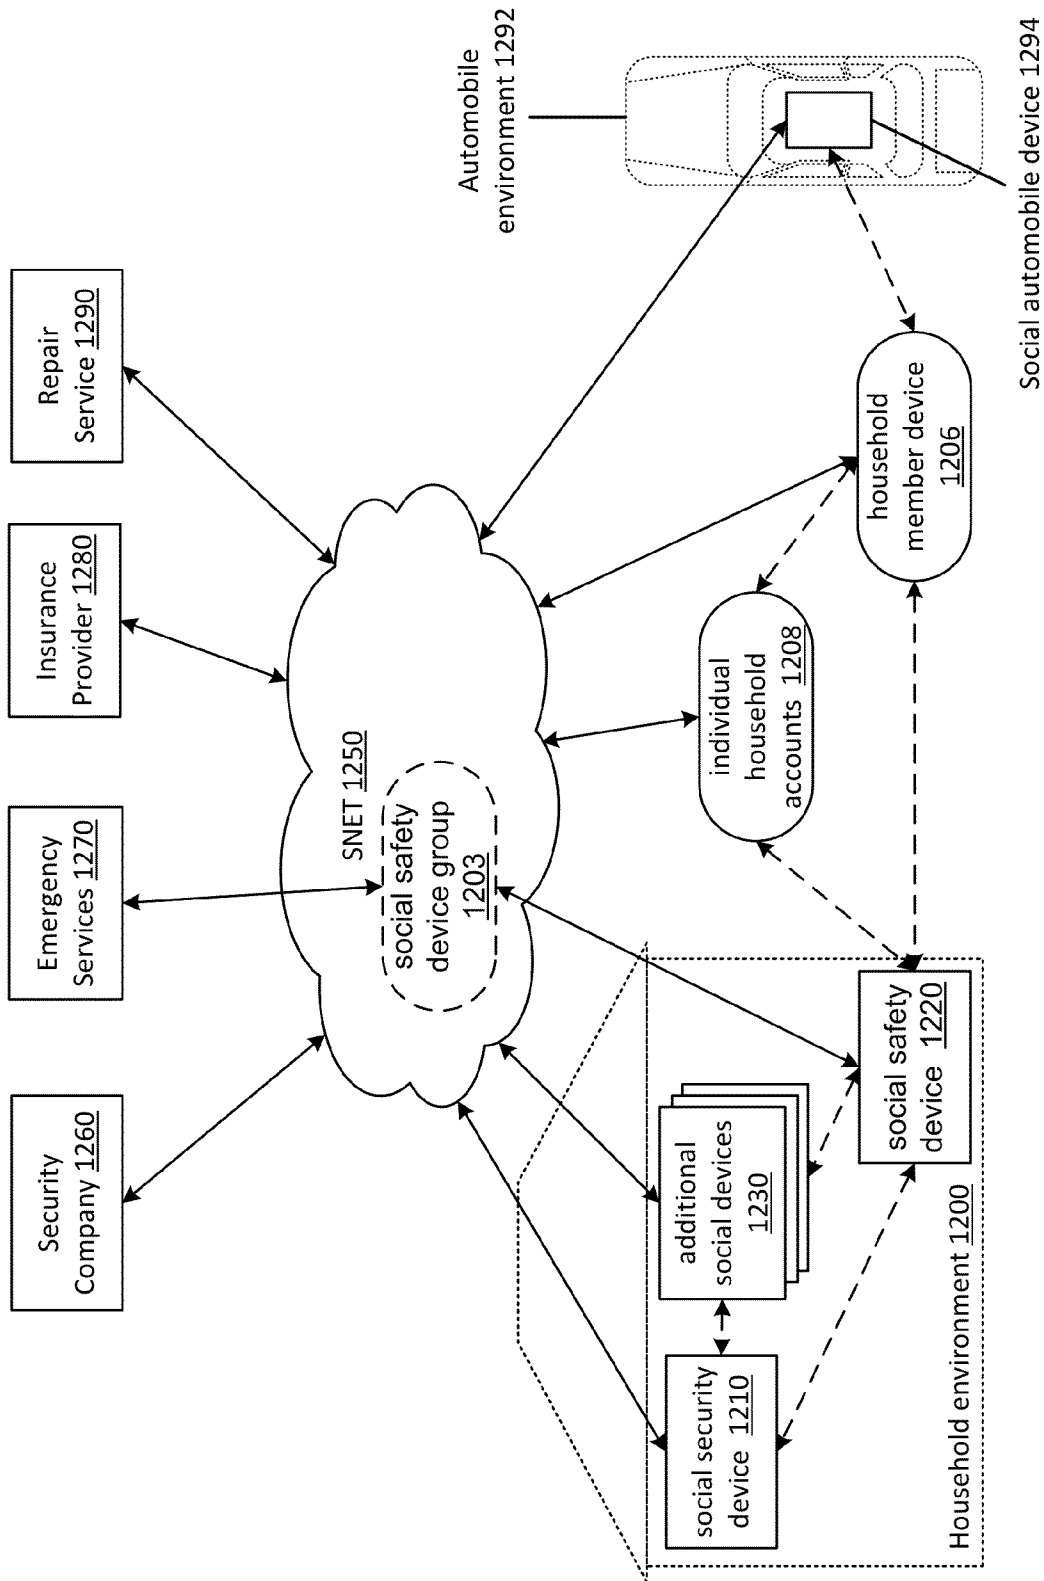 Security
Company 1260
Emergency
Services 1270
Insurance
Provider 1280
Repair
Service 1290
SNET 1250
social safety
device group
1203
Automobile
environment 1292
individual
household
accounts 1208
additional
social devices
1230
social security
device 1210
social safety
device 1220
household
member device
1206
Household environment 1200
Social automobile device 1294